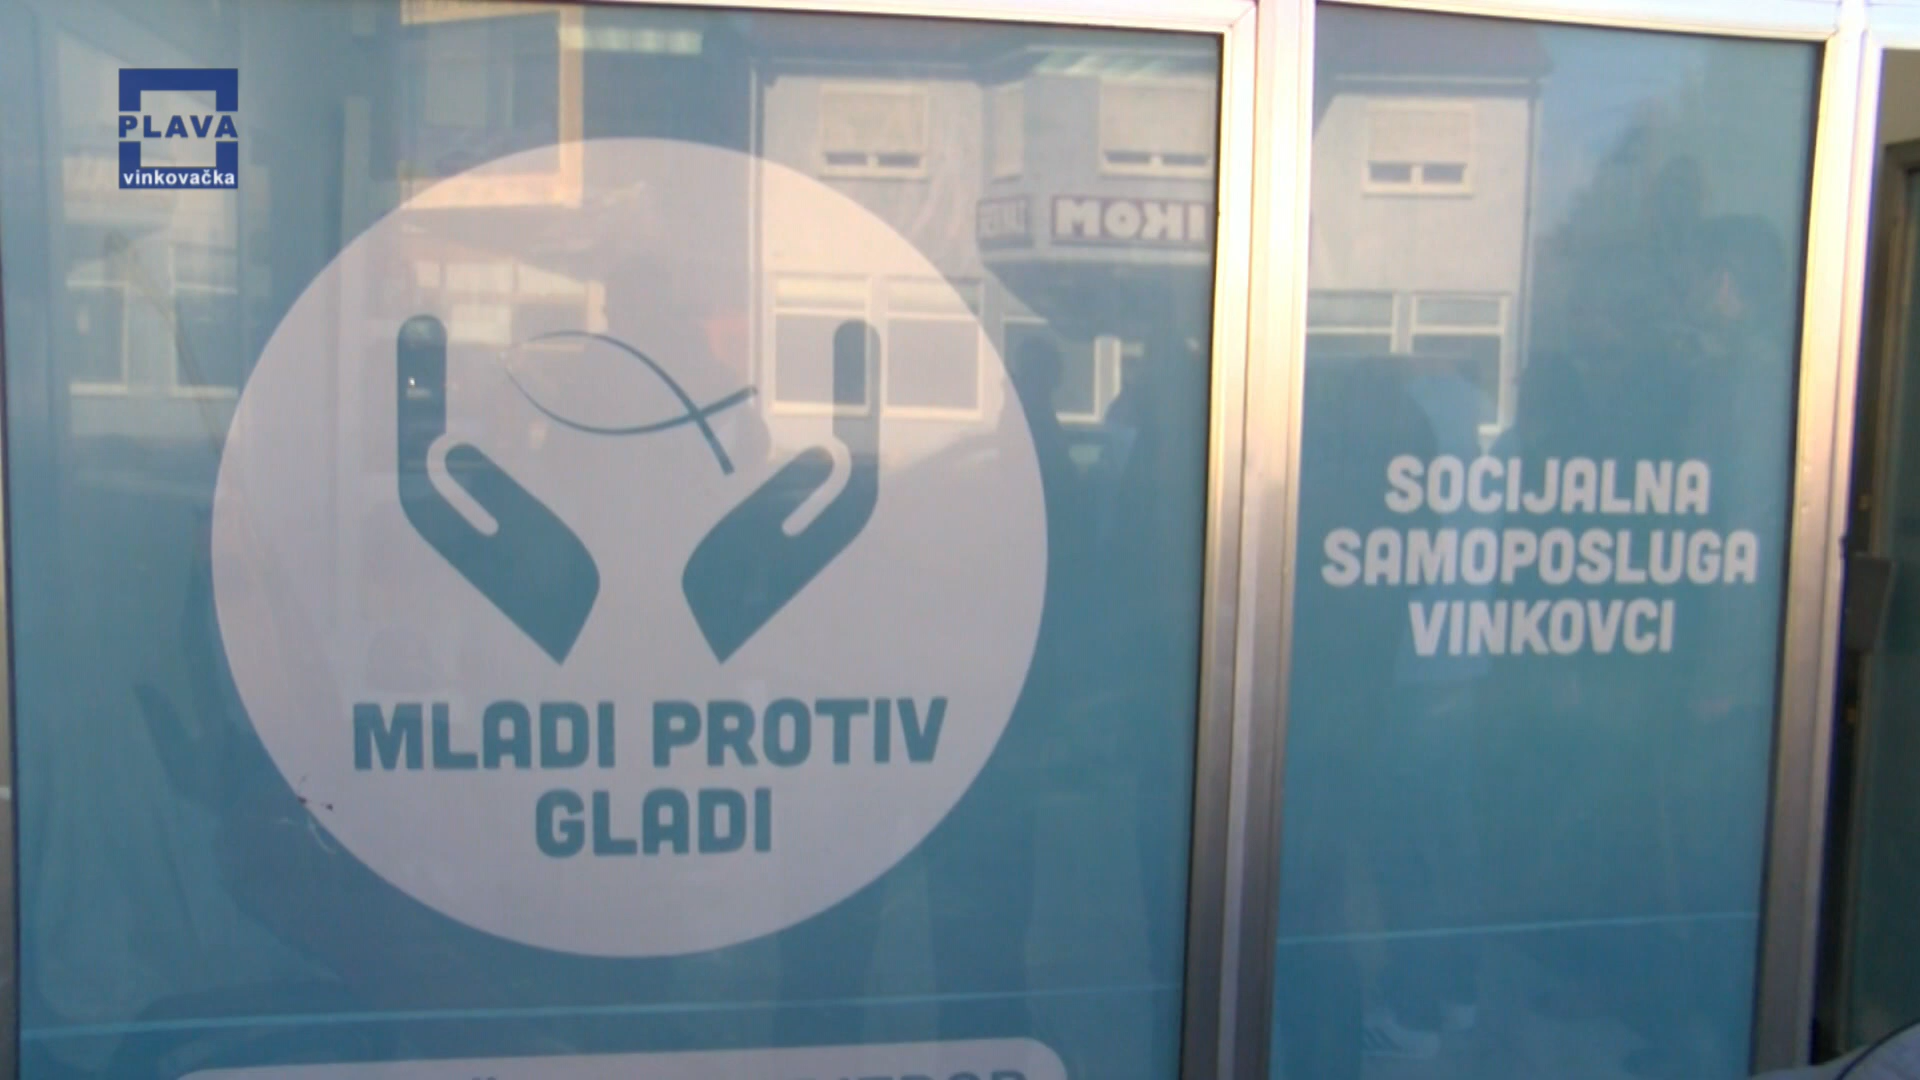 PLAVA
vinkovačka
MLADI PROTIV
GLADI
SOCIJALNA
SAMOPOSLUGA
VINKOVCI